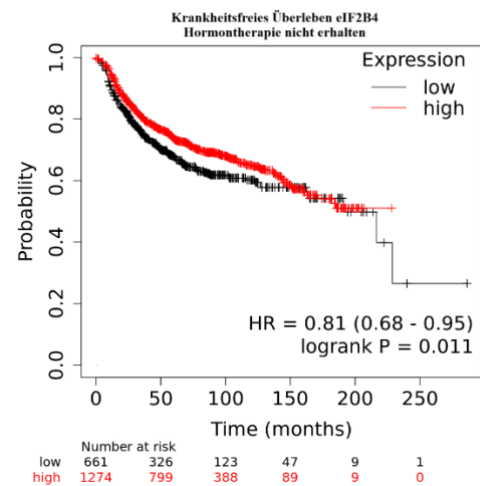 Krankheitsfreies Überleben eIF2B4
Hormontherapie nicht erhalten
Expression
low
high
1.0
0.8
0.6
0.4
0.2
0.0
Probability
HR = 0.81 (0.68 - 0.95)
logrank P = 0.011
0 50 100 150 200 250
Time (months)
Number at risk
low 661 326 123 47 9 1
high 1274 799 388 89 9 0